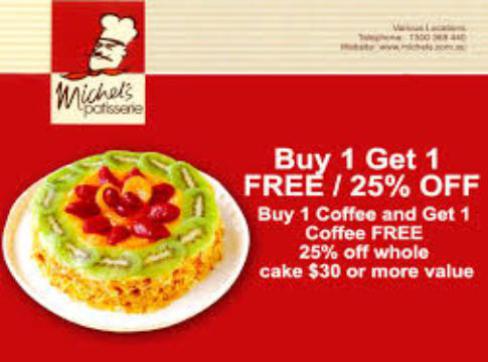 Various Locations
Telephone: 1300 369 440
Website: www.michels.com.au
Michel's
patisserie
Buy 1 Get 1
FREE / 25% OFF
Buy 1 Coffee and Get 1
Coffee FREE
25% off whole
cake $30 or more value